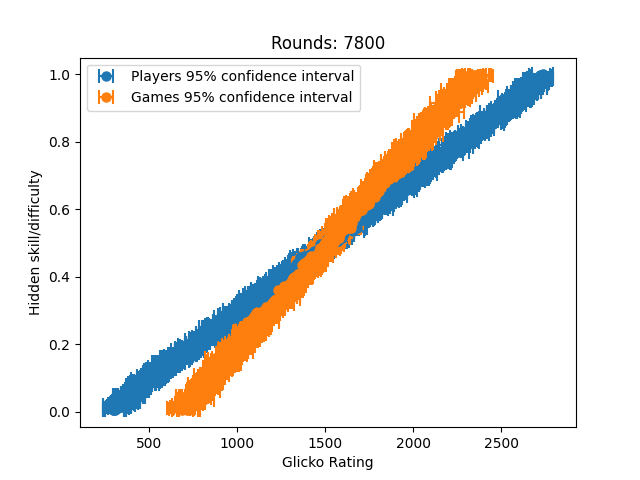 Rounds: 7800
Players 95% confidence interval
Games 95% confidence interval
1.0
0.8
0.6
0.4
0.2
0.0
Hidden skill/difficulty
500
1000
1500
2000
2500
Glicko Rating